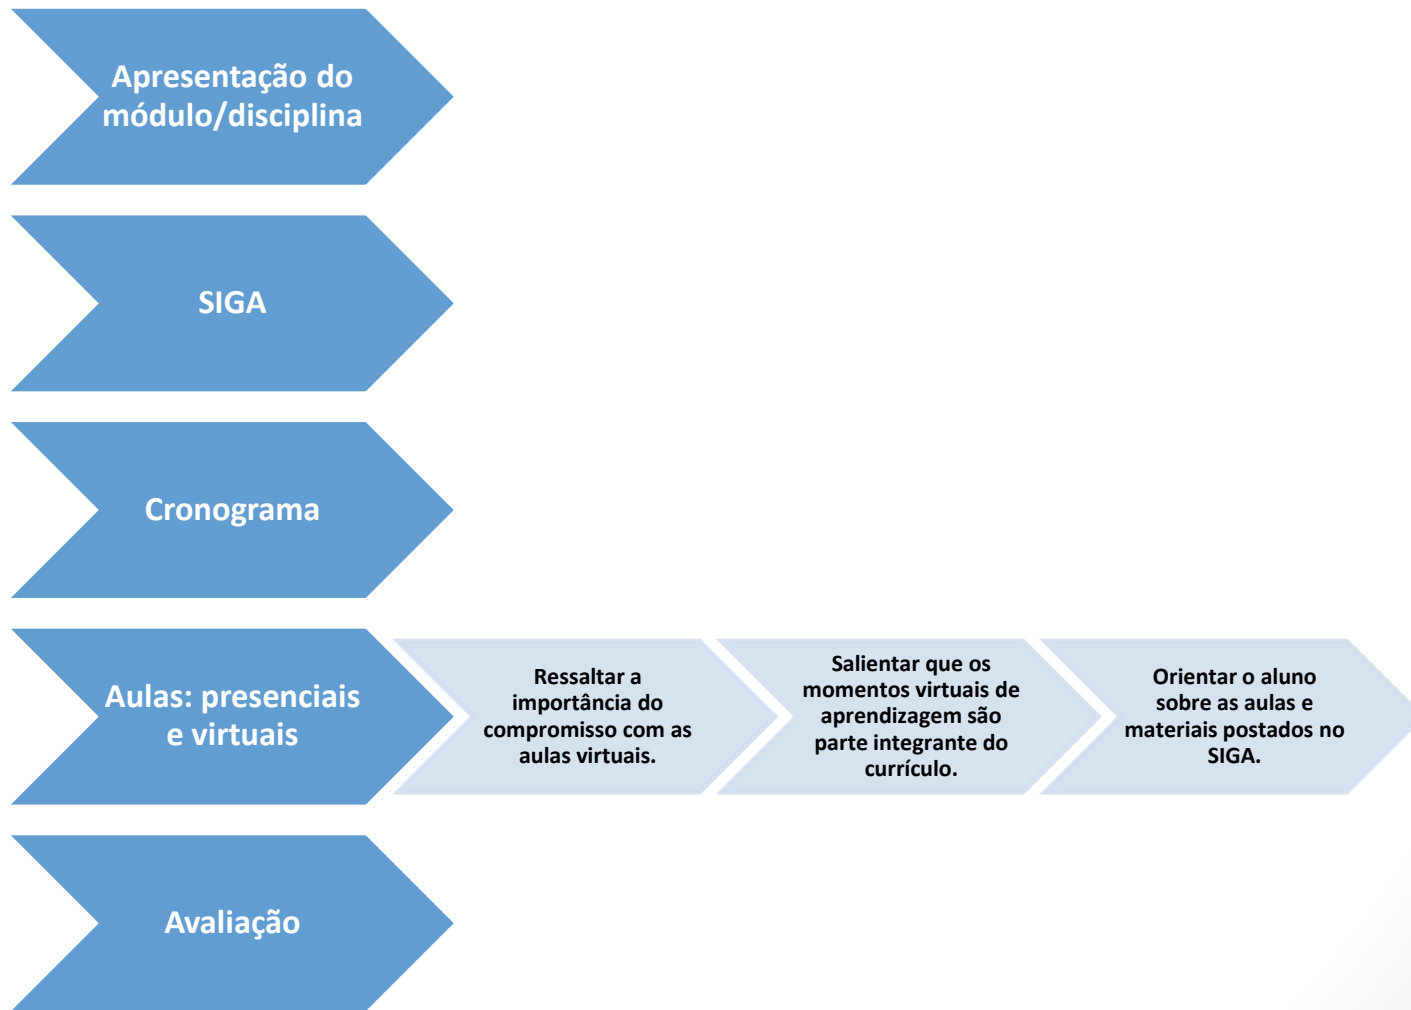 Apresentação do
módulo/disciplina
SIGA
Cronograma
Aulas: presenciais
e virtuais
Ressaltar a
importância do
compromisso com as
aulas virtuais.
Salientar que os
momentos virtuais de
aprendizagem são
parte integrante do
currículo.
Orientar o aluno
sobre as aulas e
materiais postados no
SIGA.
Avaliação